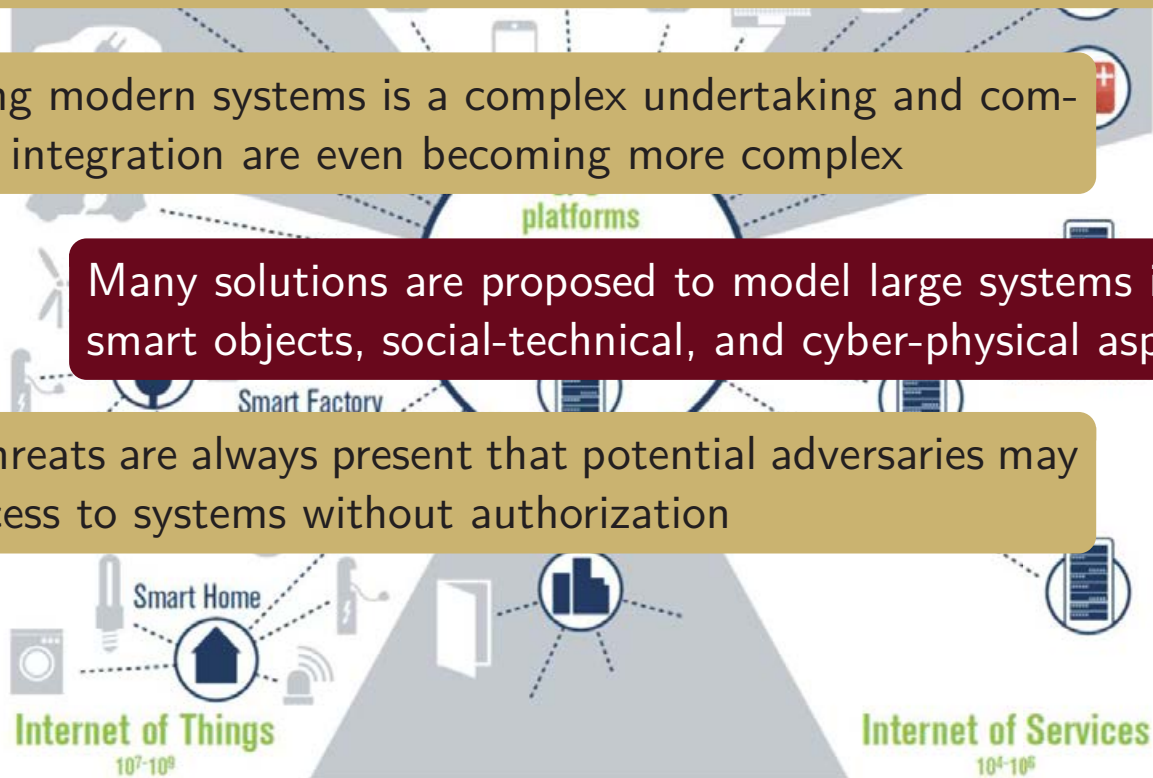 ng modern systems is a complex undertaking and com-
integration are even becoming more complex
platforms
Many solutions are proposed to model large systems
smart objects, social-technical, and cyber-physical asp
Smart Factory
hreats are always present that potential adversaries may
cess to systems without authorization
Smart Home
Internet of Things
10⁷-10⁹
Internet of Services
10⁴-10⁶